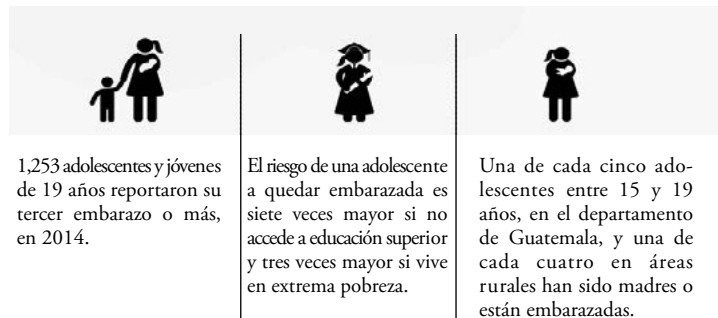 1,253 adolescentes y jóvenes
de 19 años reportaron su
tercer embarazo o más,
en 2014.
El riesgo de una adolescente
a quedar embarazada es
siete veces mayor si no
accede a educación superior
y tres veces mayor si vive
en extrema pobreza.
Una de cada cinco ado-
lescentes entre 15 y 19
años, en el departamento
de Guatemala, y una de
cada cuatro en áreas
rurales han sido madres o
están embarazadas.